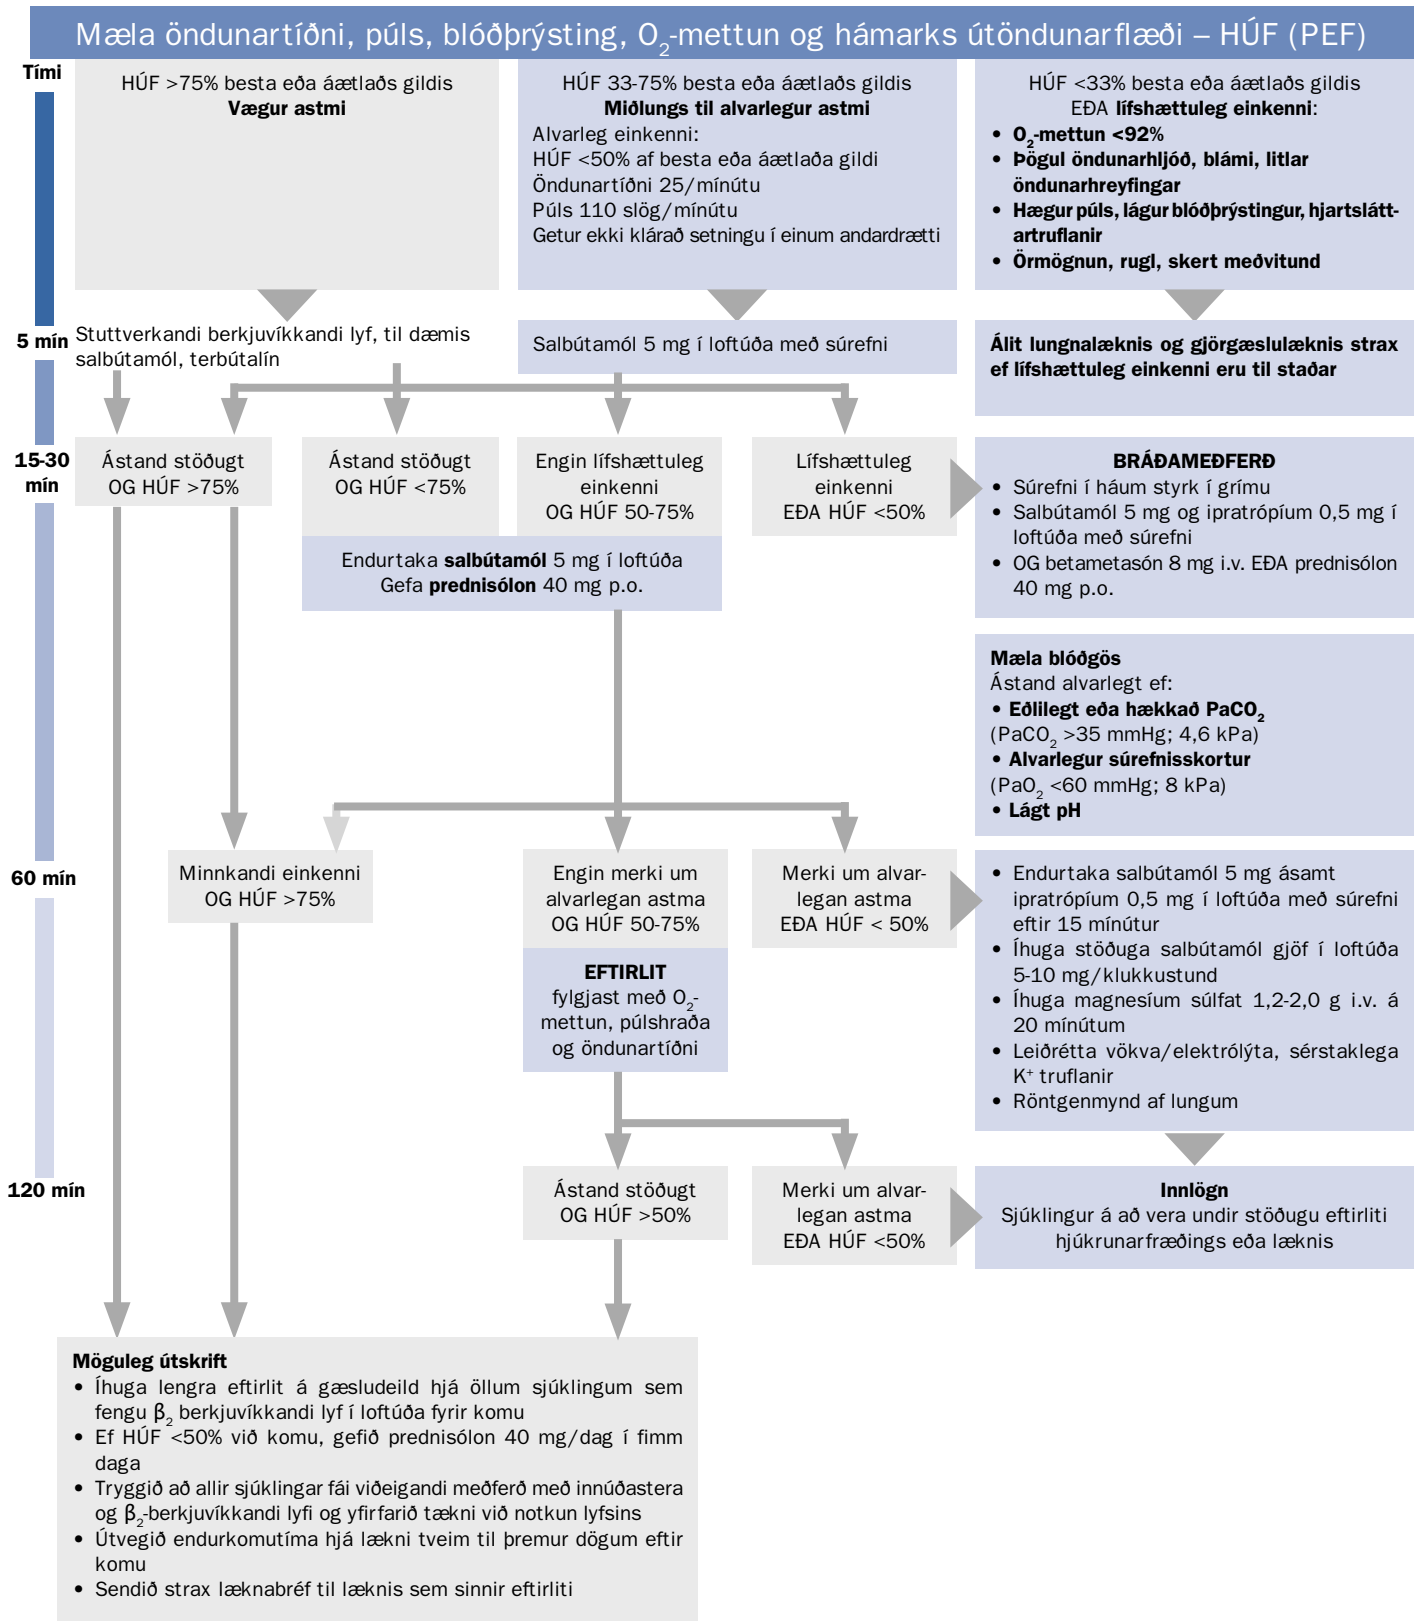 Mæla öndunartíðni, púls, blóðþrýsting, O₂-mettun og hámarks útöndunarflæði – HÚF (PEF)
Tími
HÚF >75% besta eða áætlaðs gildis
Vægur astmi
HÚF 33-75% besta eða áætlaðs gildis
Miðlungs til alvarlegur astmi
Alvarleg einkenni:
HÚF <50% af besta eða áætlaða gildi
Öndunartíðni 25/mínútu
Púls 110 slög/mínútu
Getur ekki klárað setningu í einum andardrætti
HÚF <33% besta eða áætlaðs gildis
EÐA lífshættuleg einkenni:
• O₂-mettun <92%
• Þögul öndunarhljóð, blámi, litlar
öndunarhreyfingar
• Hægur púls, lágur blóðþrýstingur, hjartslátt-
artruflanir
• Örmögnun, rugl, skert meðvitund
5 mín
Stuttverkandi berkjuvíkkandi lyf, til dæmis
salbútamól, terbútalín
Salbútamól 5 mg í loftúða með súrefni
Álit lungnalæknis og gjörgæslulæknis strax
ef lífshættuleg einkenni eru til staðar
15-30
mín
Ástand stöðugt
OG HÚF >75%
Ástand stöðugt
OG HÚF <75%
Engin lífshættuleg
einkenni
OG HÚF 50-75%
Lífshættuleg
einkenni
EÐA HÚF <50%
Endurtaka salbútamól 5 mg í loftúða
Gefa prednisólon 40 mg p.o.
BRÁÐAMEÐFERÐ
• Súrefni í háum styrk í grímu
• Salbútamól 5 mg og ipratrópíum 0,5 mg í
loftúða með súrefni
• OG betametasón 8 mg i.v. EÐA prednisólon
40 mg p.o.
Mæla blóðgös
Ástand alvarlegt ef:
• Eðlilegt eða hækkað PaCO₂
(PaCO₂ >35 mmHg; 4,6 kPa)
• Alvarlegur súrefnisskortur
(PaO₂ <60 mmHg; 8 kPa)
• Lágt pH
60 mín
Minnkandi einkenni
OG HÚF >75%
Engin merki um
alvarlegan astma
OG HÚF 50-75%
Merki um alvar-
legan astma
EÐA HÚF < 50%
EFTIRLIT
fylgjast með O₂-
mettun, púlshraða
og öndunartíðni
• Endurtaka salbútamól 5 mg ásamt
ipratrópíum 0,5 mg í loftúða með súrefni
eftir 15 mínútur
• Íhuga stöðuga salbútamól gjöf í loftúða
5-10 mg/klukkustund
• Íhuga magnesíum súlfat 1,2-2,0 g i.v. á
20 mínútum
• Leiðrétta vökva/elektrólýta, sérstaklega
K⁺ truflanir
• Röntgenmynd af lungum
120 mín
Ástand stöðugt
OG HÚF >50%
Merki um alvar-
legan astma
EÐA HÚF <50%
Innlögn
Sjúklingur á að vera undir stöðugu eftirliti
hjúkrunarfræðings eða læknis
Möguleg útskrift
• Íhuga lengra eftirlit á gæsludeild hjá öllum sjúklingum sem
fengu β₂ berkjuvíkkandi lyf í loftúða fyrir komu
• Ef HÚF <50% við komu, gefið prednisólon 40 mg/dag í fimm
daga
• Tryggið að allir sjúklingar fái viðeigandi meðferð með innúðastera
og β₂-berkjuvíkkandi lyfi og yfirfarið tækni við notkun lyfsins
• Útvegið endurkomutíma hjá lækni tveim til þremur dögum eftir
komu
• Sendið strax læknabréf til læknis sem sinnir eftirliti